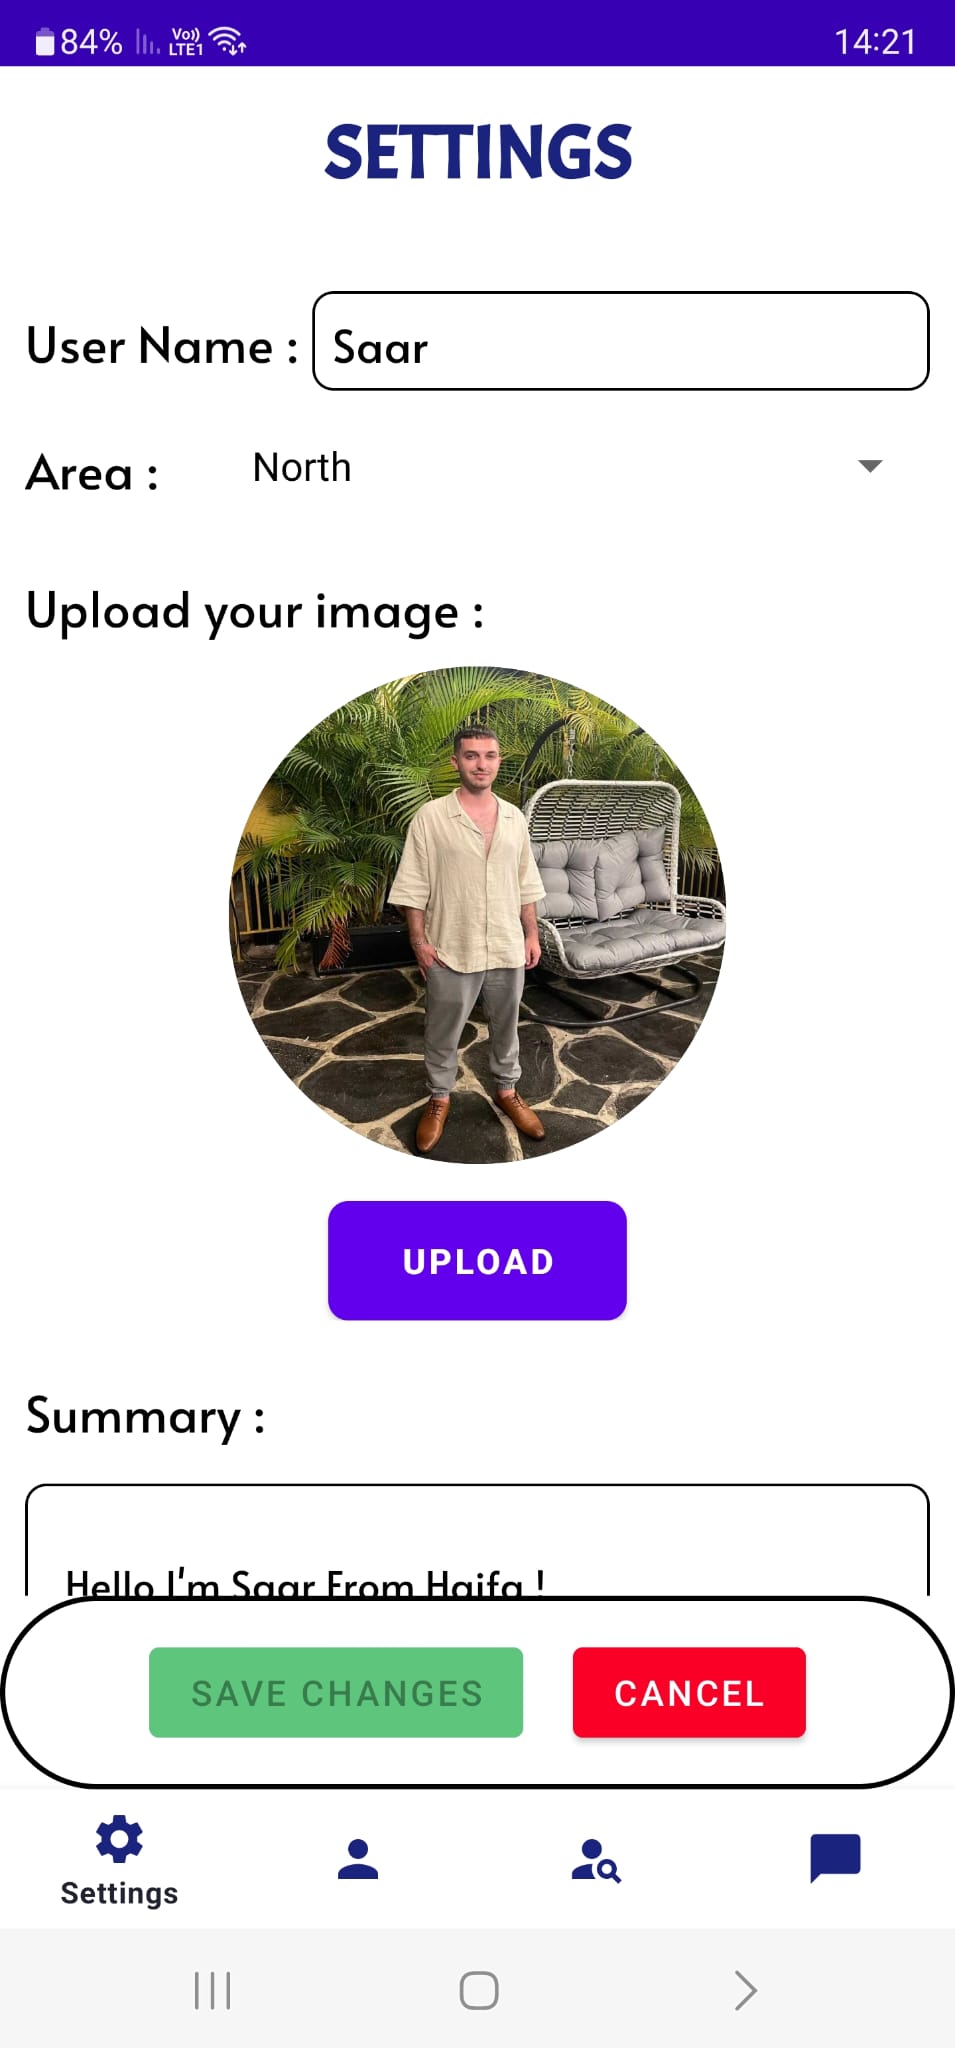 84% Vo)) LTE1 14:21
SETTINGS
User Name : Saar
Area : North
Upload your image :
UPLOAD
Summary :
Hello I'm Saar From Haifa !
SAVE CHANGES CANCEL
Settings